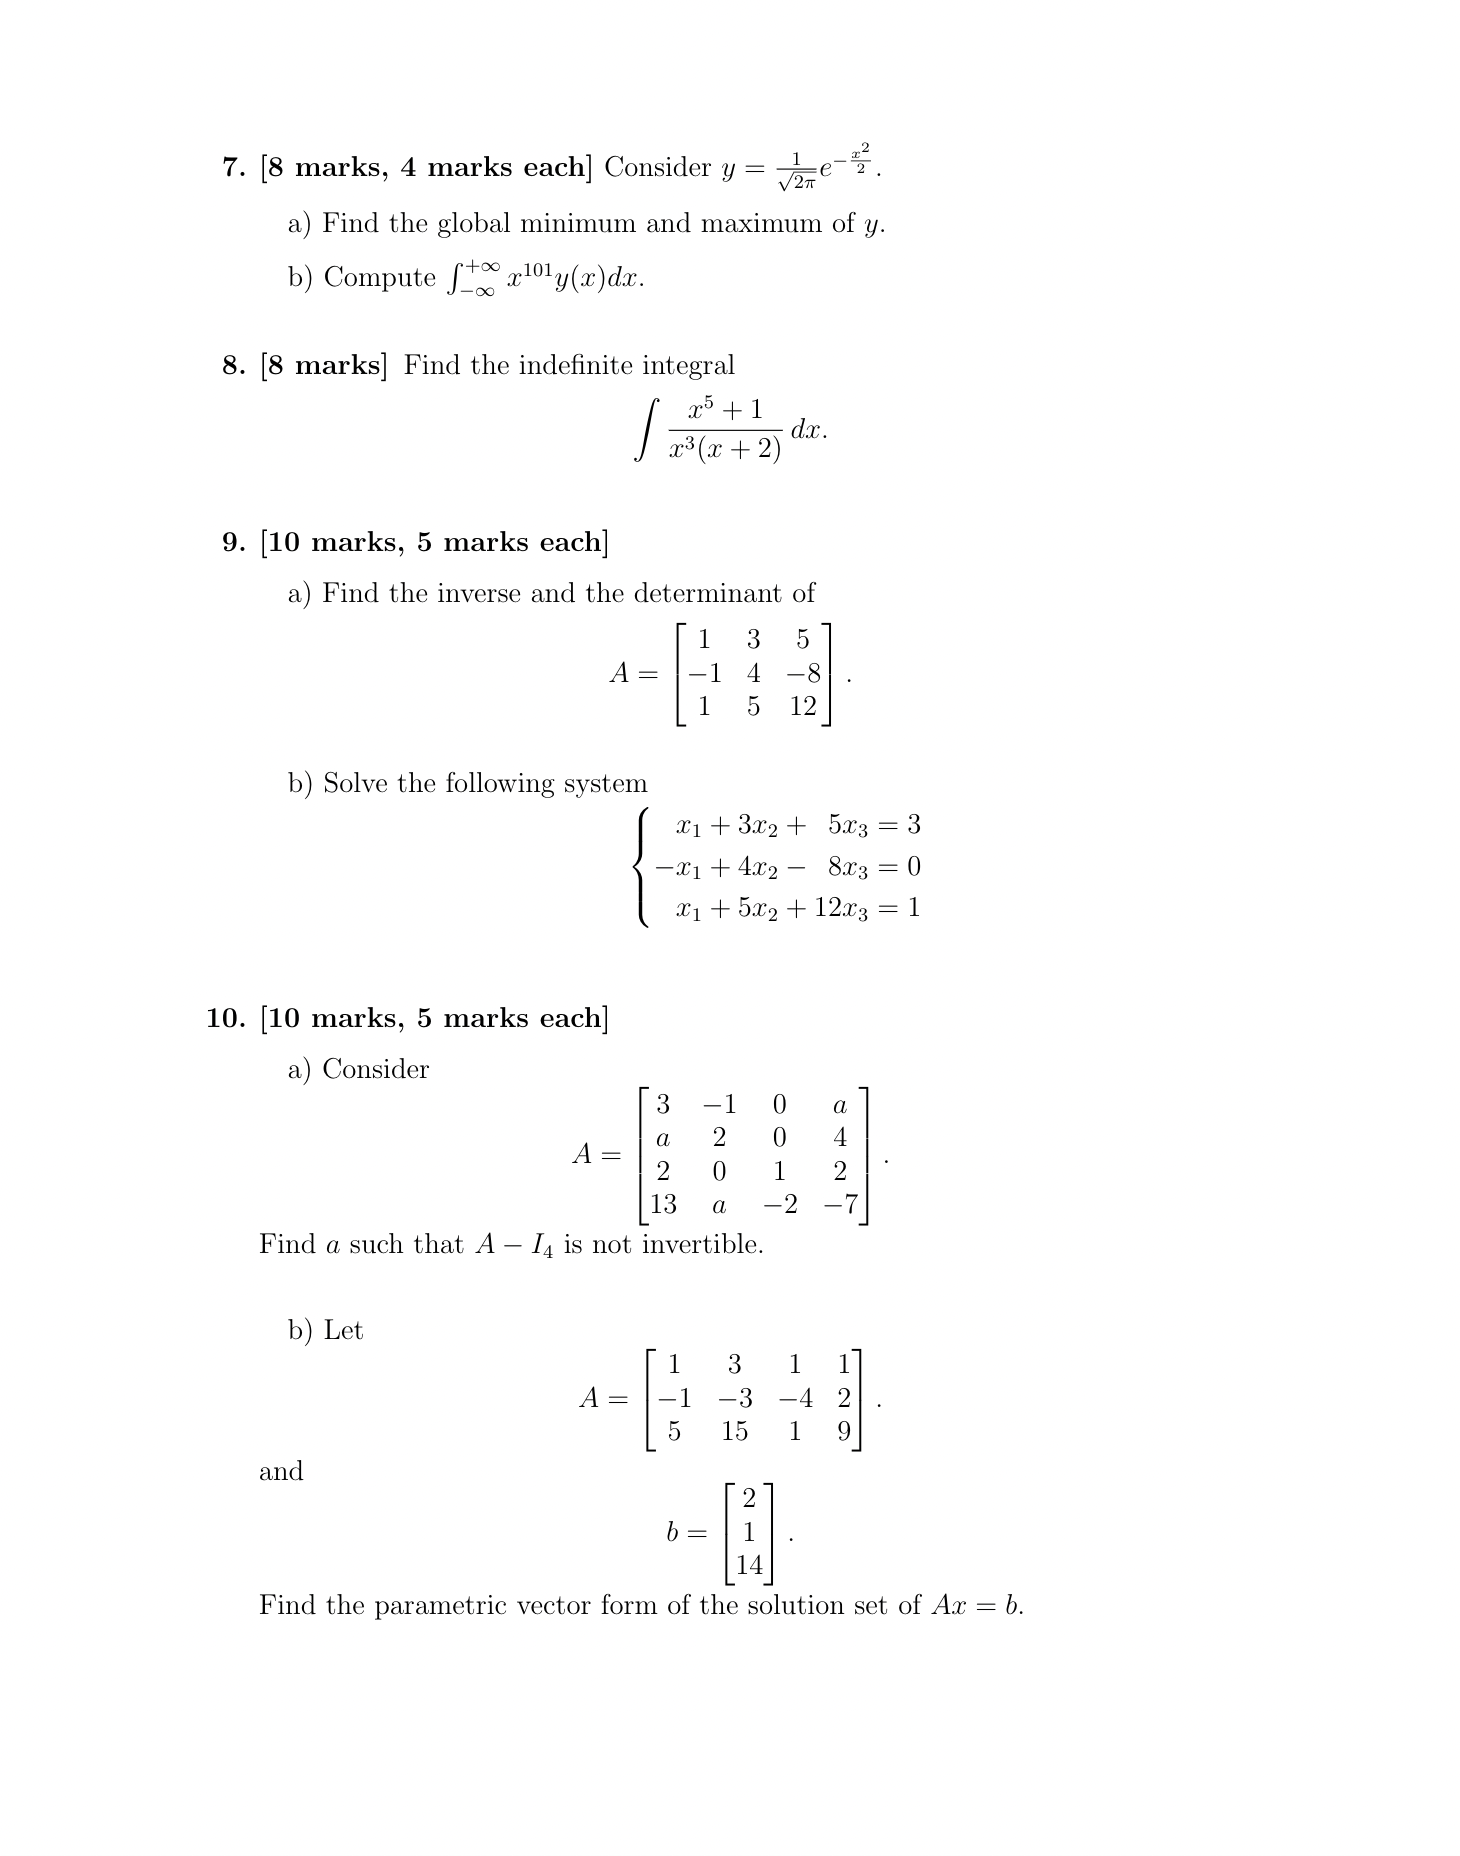 7. [8 marks, 4 marks each] Consider $y = \frac{1}{\sqrt{2\pi}}e^{-\frac{x^2}{2}}$.
a) Find the global minimum and maximum of $y$.
b) Compute $\int_{-\infty}^{+\infty} x^{101}y(x)dx$.
8. [8 marks] Find the indefinite integral
$\int \frac{x^5+1}{x^3(x+2)}\,dx.$
9. [10 marks, 5 marks each]
a) Find the inverse and the determinant of
$A = \begin{bmatrix} 1 & 3 & 5 \\ -1 & 4 & -8 \\ 1 & 5 & 12 \end{bmatrix}.$
b) Solve the following system
$\begin{cases} x_1 + 3x_2 + 5x_3 = 3 \\ -x_1 + 4x_2 - 8x_3 = 0 \\ x_1 + 5x_2 + 12x_3 = 1 \end{cases}$
10. [10 marks, 5 marks each]
a) Consider
$A = \begin{bmatrix} 3 & -1 & 0 & a \\ a & 2 & 0 & 4 \\ 2 & 0 & 1 & 2 \\ 13 & a & -2 & -7 \end{bmatrix}.$
Find $a$ such that $A - I_4$ is not invertible.
b) Let
$A = \begin{bmatrix} 1 & 3 & 1 & 1 \\ -1 & -3 & -4 & 2 \\ 5 & 15 & 1 & 9 \end{bmatrix}.$
and
$b = \begin{bmatrix} 2 \\ 1 \\ 14 \end{bmatrix}.$
Find the parametric vector form of the solution set of $Ax = b$.